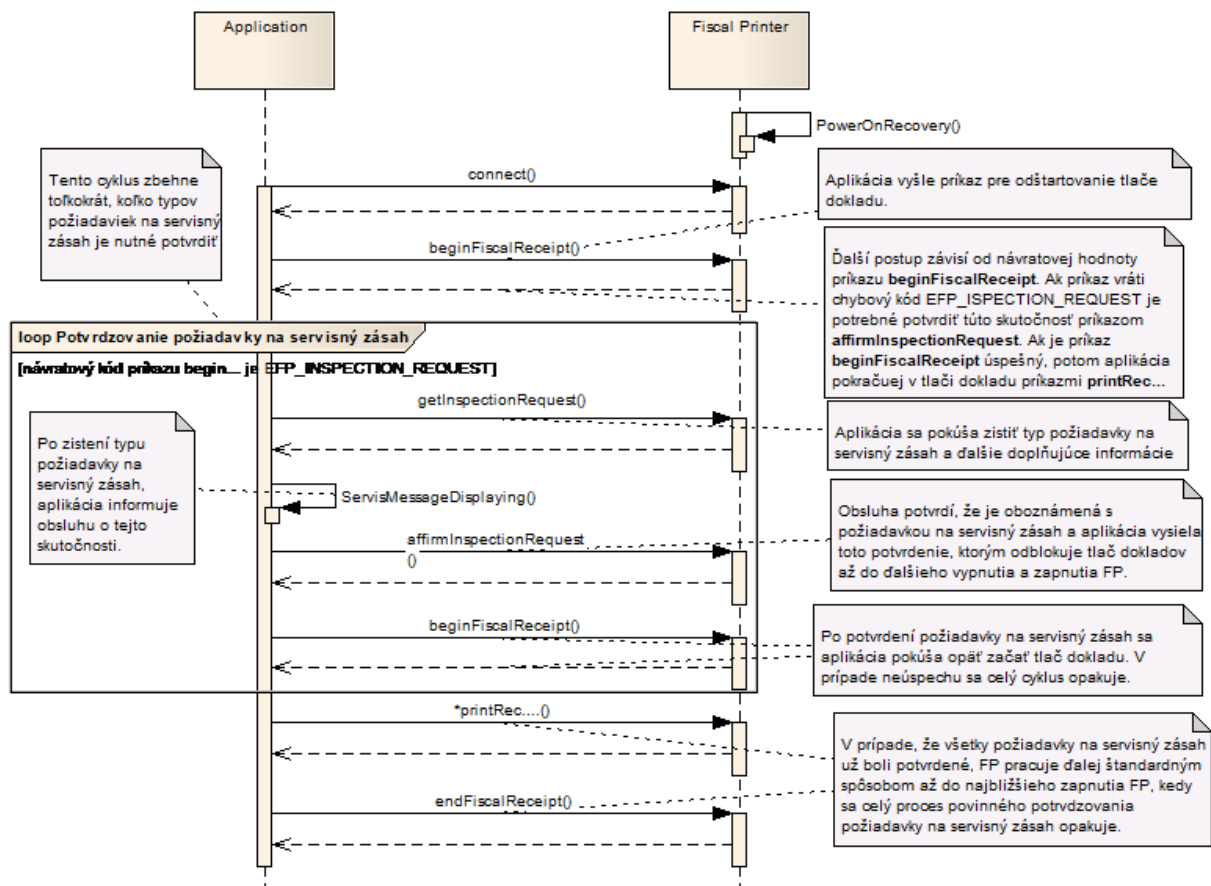 Application
Fiscal Printer
PowerOnRecovery()
Tento cyklus zbehne
toľkokrát, koľko typov
požiadaviek na servisný
zásah je nutné potvrdiť
connect()
Aplikácia vyšle príkaz pre odštartovanie tlače
dokladu.
beginFiscalReceipt()
Ďalší postup závisí od návratovej hodnoty
príkazu beginFiscalReceipt. Ak príkaz vráti
chybový kód EFP_ISPECTION_REQUEST je
potrebné potvrdiť túto skutočnosť príkazom
affirmInspectionRequest. Ak je príkaz
beginFiscalReceipt úspešný, potom aplikácia
pokračuej v tlači dokladu príkazmi printRec...
loop Potvrdzovanie požiadavky na servisný zásah
[návratový kód príkazu begin.... je EFP_INSPECTION_REQUEST]
getInspectionRequest()
Aplikácia sa pokúša zistiť typ požiadavky na
servisný zásah a ďalšie doplňujúce informácie
Po zistení typu
požiadavky na
servisný zásah,
aplikácia informuje
obsluhu o tejto
skutočnosti.
ServisMessageDisplaying()
Obsluha potvrdí, že je oboznámená s
požiadavkou na servisný zásah a aplikácia vysiela
toto potvrdenie, ktorým odblokuje tlač dokladov
až do ďalšieho vypnutia a zapnutia FP.
affirmInspectionRequest
()
beginFiscalReceipt()
Po potvrdení požiadavky na servisný zásah sa
aplikácia pokúša opäť začať tlač dokladu. V
prípade neúspechu sa celý cyklus opakuje.
*printRec....()
V prípade, že všetky požiadavky na servisný zásah
už boli potvrdené, FP pracuje ďalej štandardným
spôsobom až do najbližšieho zapnutia FP, kedy
sa celý proces povinného potvrdzovania
požiadavky na servisný zásah opakuje.
endFiscalReceipt()